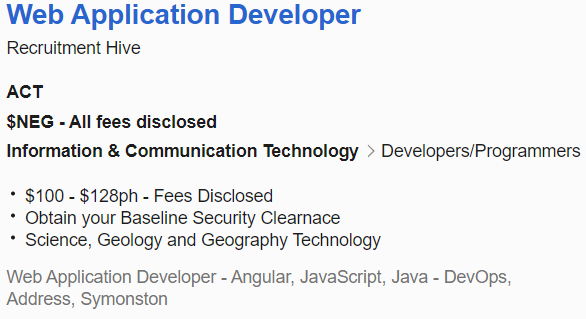 Web Application Developer
Recruitment Hive
ACT
$NEG - All fees disclosed
Information & Communication Technology > Developers/Programmers
• $100 - $128ph - Fees Disclosed
• Obtain your Baseline Security Clearnace
• Science, Geology and Geography Technology
Web Application Developer - Angular, JavaScript, Java - DevOps,
Address, Symonston